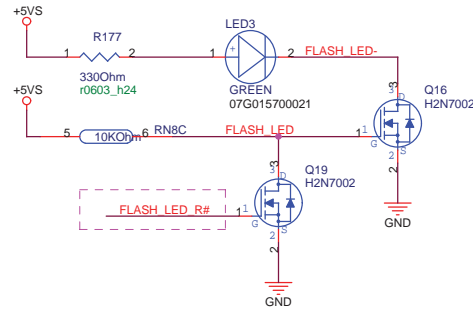 +5VS
R177
1
2
330Ohm
r0603_h24
LED3
1
+
2
GREEN
07G015700021
FLASH_LED-
3
D
Q16
H2N7002
1
G
2
S
2
GND
+5VS
5
10KOhm
6
RN8C
FLASH_LED
1
3
D
Q19
H2N7002
FLASH_LED_R#
1
1
G
2
S
2
GND